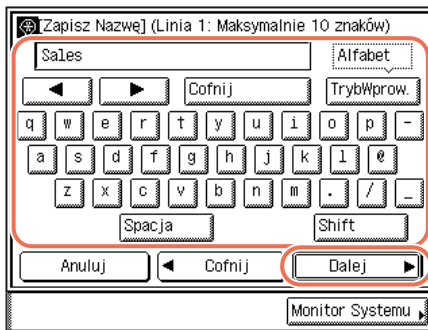 [Zapisz Nazwę] (Linia 1: Maksymalnie 10 znaków)
Sales Alfabet
◀ ▶ Cofnij TrybWprow.
q w e r t y u i o p -
a s d f g h j k l @
z x c v b n m . / _
Spacja Shift
Anuluj ◀ Cofnij Dalej ▶
Monitor Systemu